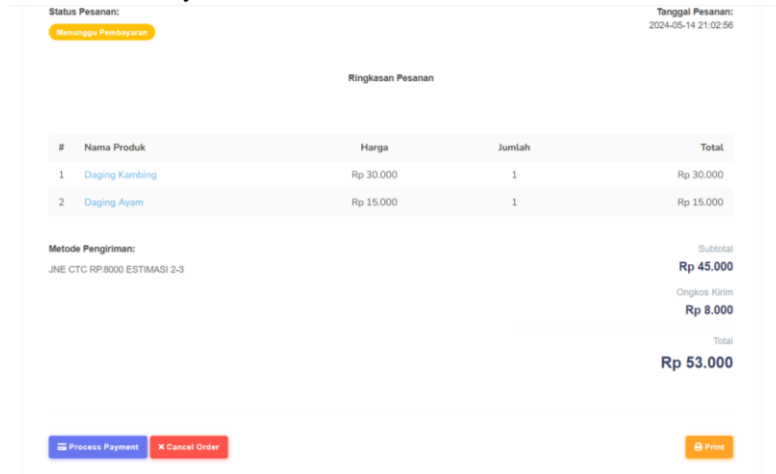 Status Pesanan:
Tanggal Pesanan:
Menunggu Pembayaran
2024-05-14 21:02:56
Ringkasan Pesanan
# Nama Produk Harga Jumlah Total
1 Daging Kambing Rp 30.000 1 Rp 30.000
2 Daging Ayam Rp 15.000 1 Rp 15.000
Metode Pengiriman:
JNE CTC RP.8000 ESTIMASI 2-3
Subtotal
Rp 45.000
Ongkos Kirim
Rp 8.000
Total
Rp 53.000
Process Payment
Cancel Order
Print